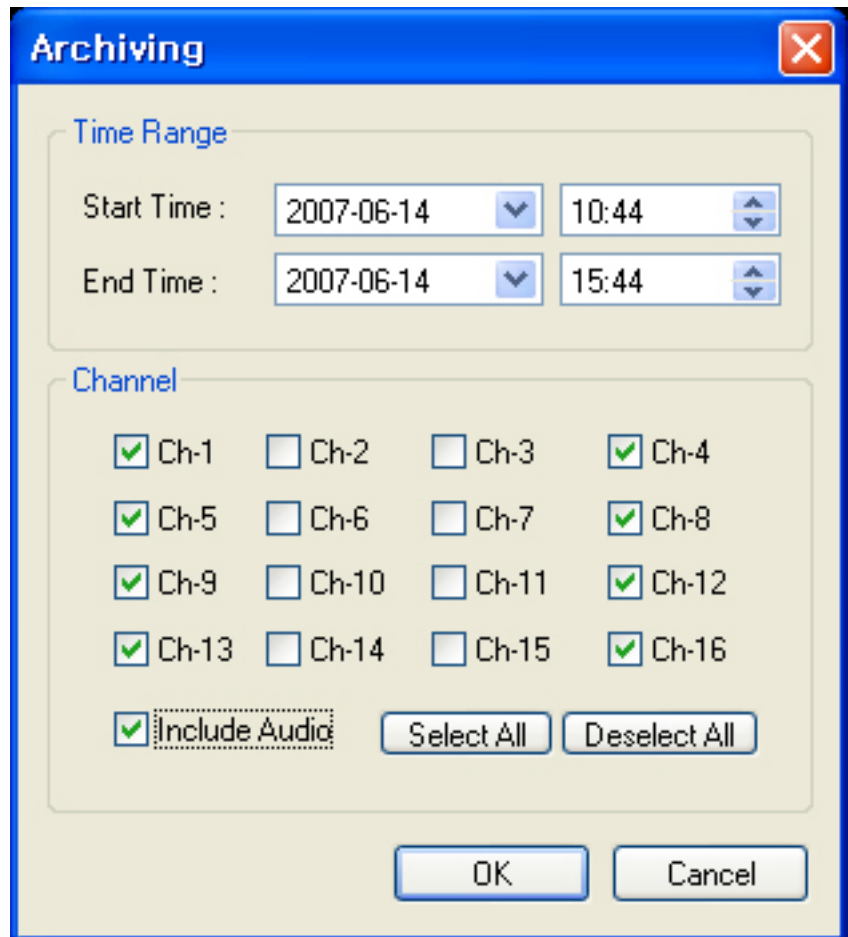 Archiving
Time Range
Start Time : 2007-06-14 10:44
End Time : 2007-06-14 15:44
Channel
Ch-1 Ch-2 Ch-3 Ch-4
Ch-5 Ch-6 Ch-7 Ch-8
Ch-9 Ch-10 Ch-11 Ch-12
Ch-13 Ch-14 Ch-15 Ch-16
Include Audio Select All Deselect All
OK Cancel